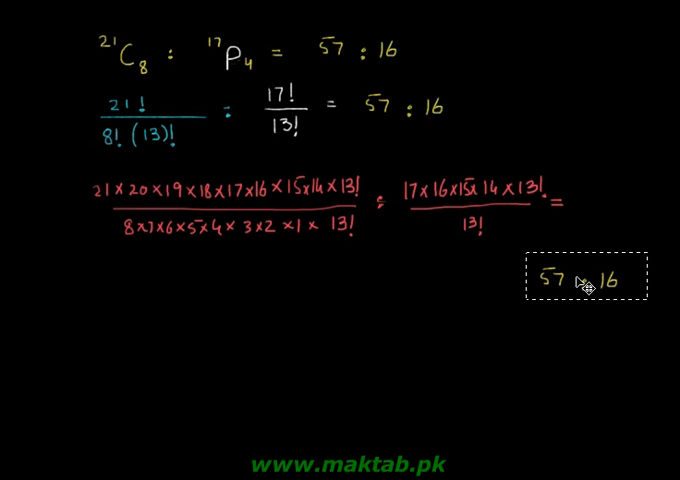 ²¹C₈ : ¹⁷P₄ = 57 : 16
21! / 8! (13)! : 17! / 13! = 57 : 16
21 × 20 × 19 × 18 × 17 × 16 × 15 × 14 × 13! / 8 × 7 × 6 × 5 × 4 × 3 × 2 × 1 × 13! : 17 × 16 × 15 × 14 × 13! / 13! =
57 : 16
www.maktab.pk